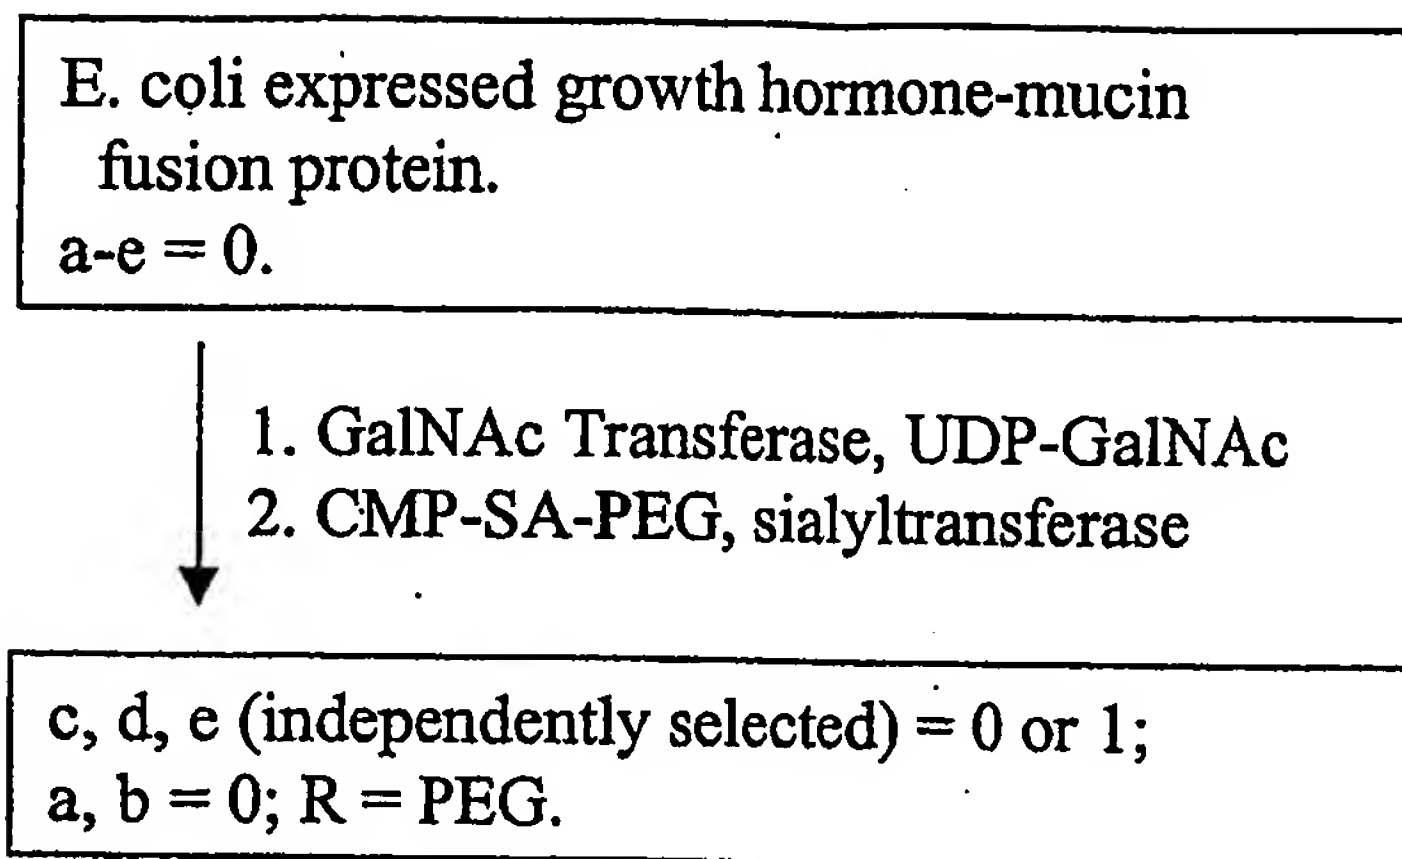 E. coli expressed growth hormone-mucin
fusion protein.
a-e = 0.
1. GalNAc Transferase, UDP-GalNAc
2. CMP-SA-PEG, sialyltransferase
c, d, e (independently selected) = 0 or 1;
a, b = 0; R = PEG.